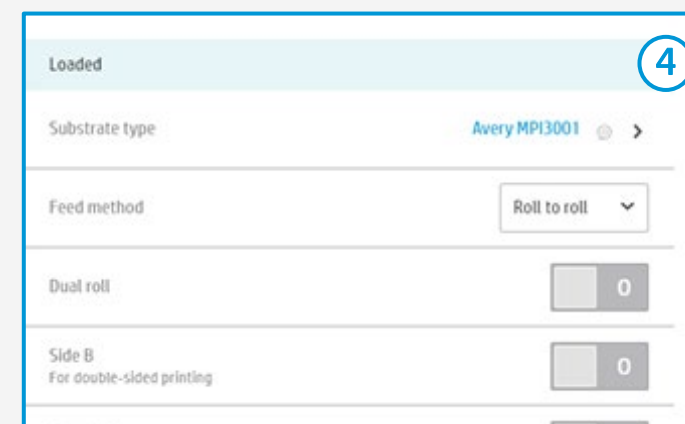 Loaded
4
Substrate type
Avery MPI3001
Feed method
Roll to roll
Dual roll
0
Side B
For double-sided printing
0